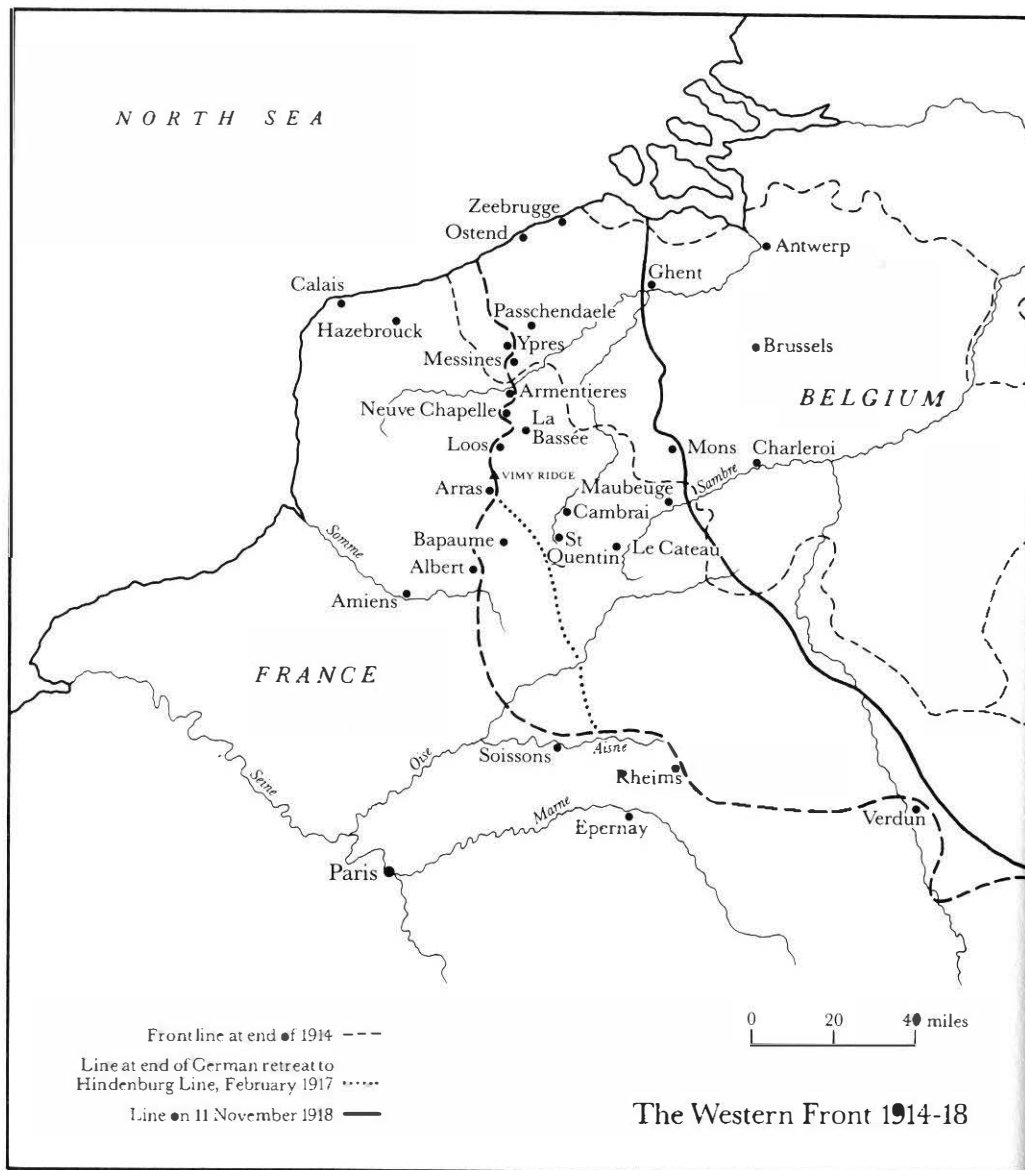 NORTH SEA
Zeebrugge
Ostend
Antwerp
Ghent
Calais
Hazebrouck
Passchendaele
Ypres
Messines
Brussels
BELGIUM
Armentieres
Neuve Chapelle
La
Bassée
Loos
Mons
Charleroi
VIMY RIDGE
Sambre
Arras
Maubeuge
Cambrai
Somme
Bapaume
St
Quentin
Le Cateau
Albert
Amiens
FRANCE
Oise
Soissons
Aisne
Seine
Rheims
Marne
Epernay
Verdun
Paris
Front line at end of 1914
Line at end of German retreat to
Hindenburg Line, February 1917
Line on 11 November 1918
0 20 40 miles
The Western Front 1914-18